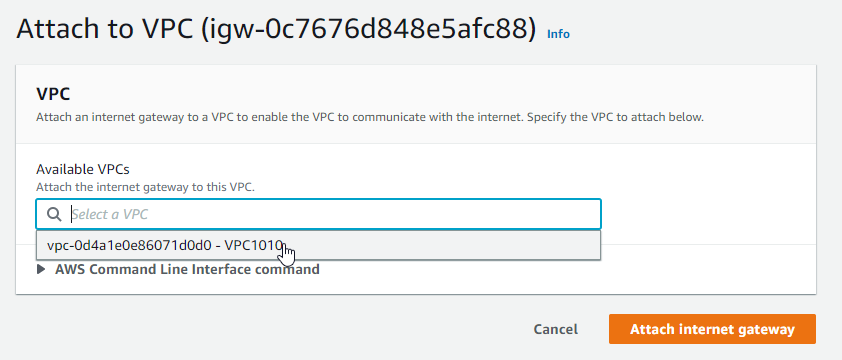 Attach to VPC (igw-0c7676d848e5afc88) Info
VPC
Attach an internet gateway to a VPC to enable the VPC to communicate with the internet. Specify the VPC to attach below.
Available VPCs
Attach the internet gateway to this VPC.
Select a VPC
vpc-0d4a1e0e86071d0d0 - VPC1010
AWS Command Line Interface command
Cancel
Attach internet gateway